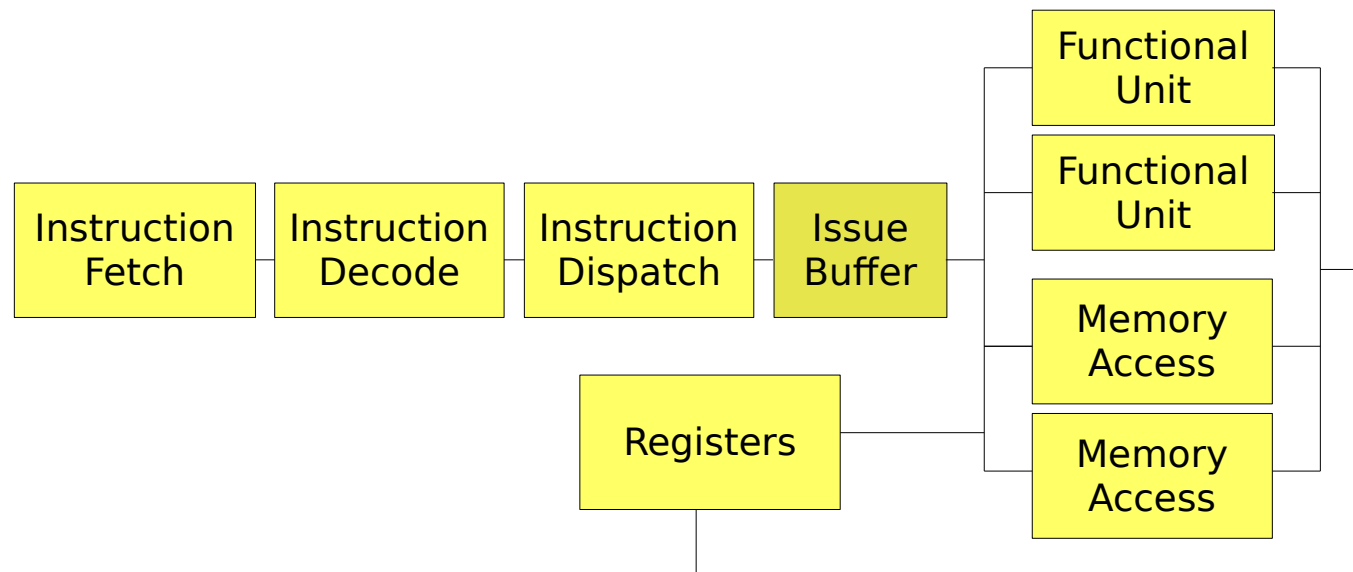 Functional
Unit
Functional
Unit
Instruction
Fetch
Instruction
Decode
Instruction
Dispatch
Issue
Buffer
Memory
Access
Registers
Memory
Access